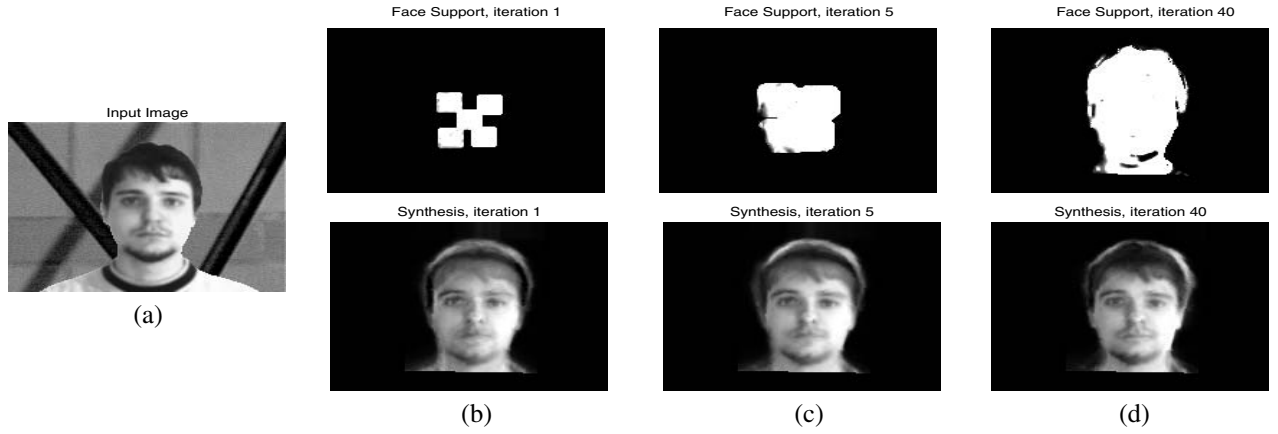 Face Support, iteration 1
Face Support, iteration 5
Face Support, iteration 40
Input Image
Synthesis, iteration 1
Synthesis, iteration 5
Synthesis, iteration 40
(a)
(b)
(c)
(d)